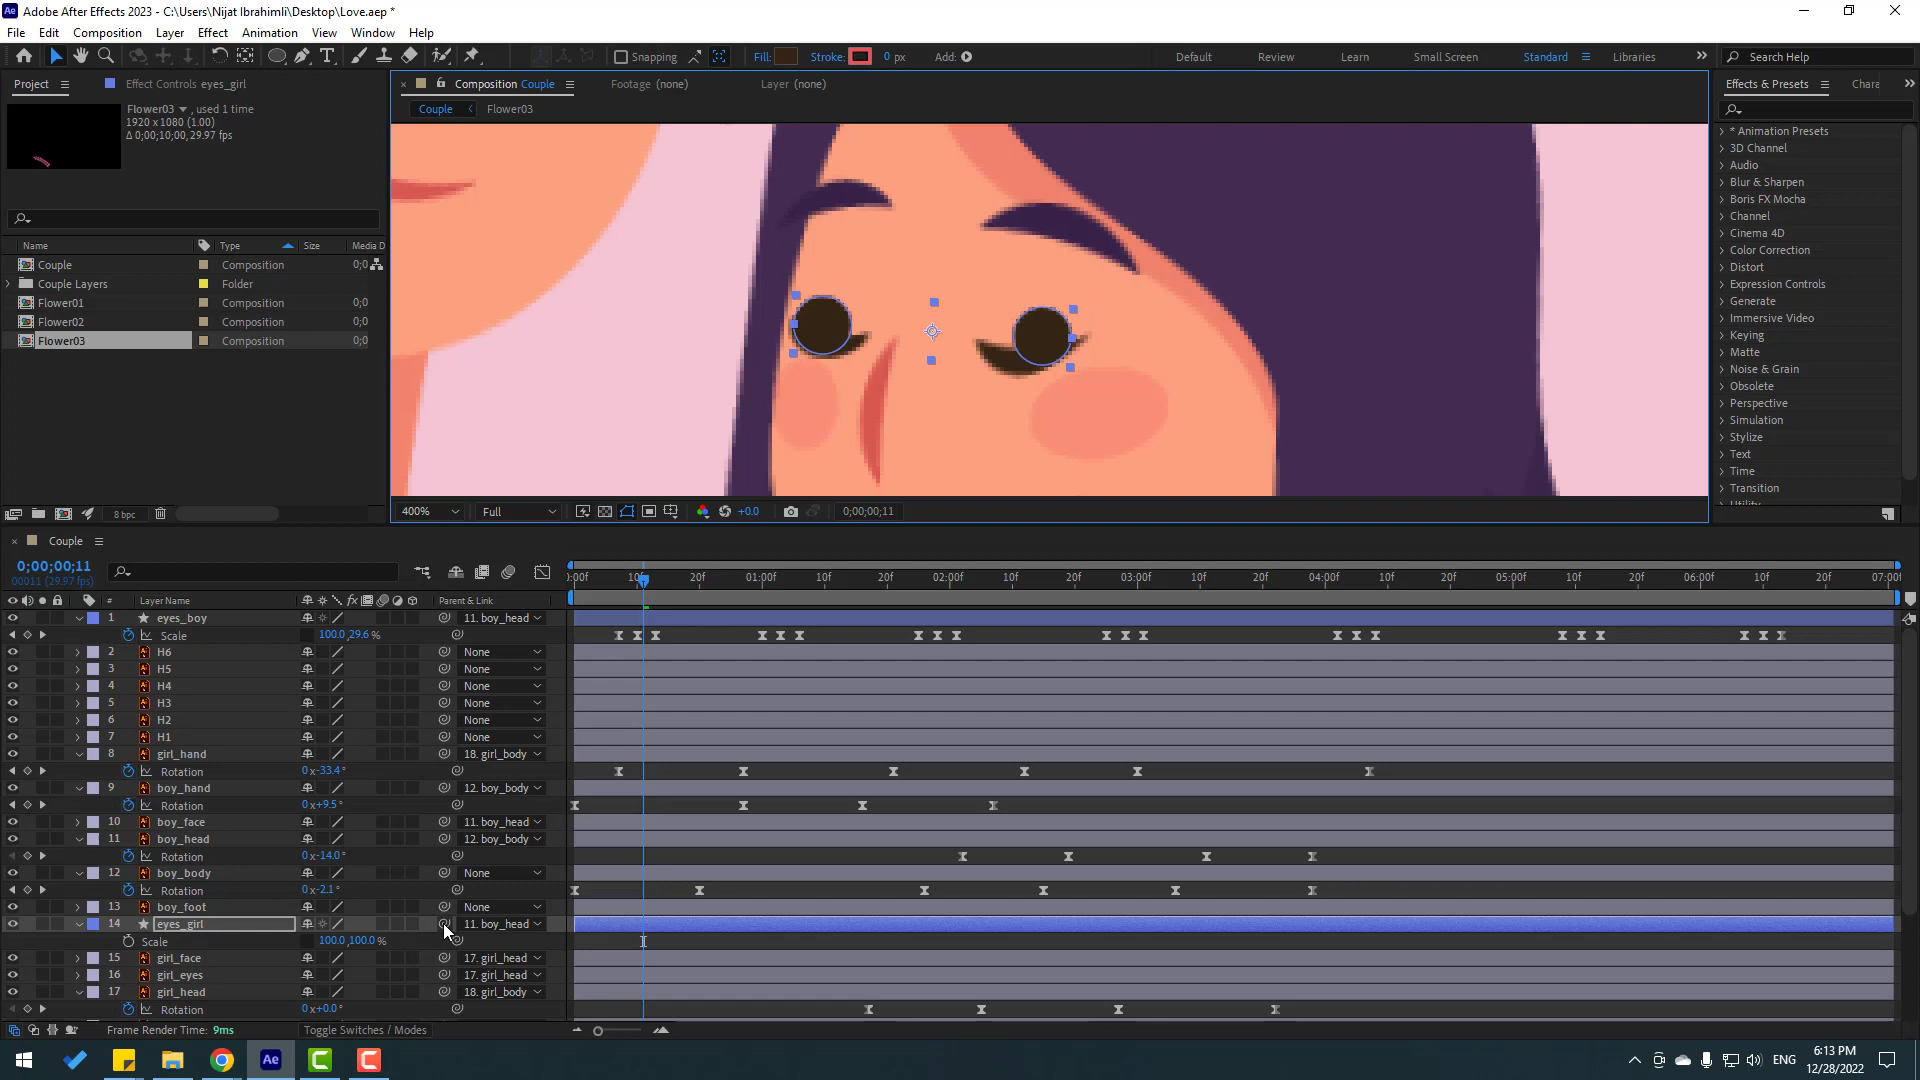 Adobe After Effects 2023 - C:\Users\Nijat Ibrahimli\Desktop\Love.aep *
File Edit Composition Layer Effect Animation View Window Help
Snapping Fill: Stroke: 0 px Add: Default Review Learn Small Screen Standard Libraries Search Help
Project Effect Controls eyes_girl Composition Couple Footage (none) Layer (none) Effects & Presets Chara
Flower03 , used 1 time
1920 x 1080 (1.00)
Δ 0;00;10;00, 29.97 fps
Couple Flower03
Name Type Size Media D
Couple Composition 0;0
Couple Layers Folder
Flower01 Composition 0;0
Flower02 Composition 0;0
Flower03 Composition 0;0
8 bpc
400% Full +0.0 0;00;00;11
* Animation Presets
3D Channel
Audio
Blur & Sharpen
Boris FX Mocha
Channel
Cinema 4D
Color Correction
Distort
Expression Controls
Generate
Immersive Video
Keying
Matte
Noise & Grain
Obsolete
Perspective
Simulation
Stylize
Text
Time
Transition
Utility
Couple
0;00;00;11
00011 (29.97 fps)
:00f 10f 20f 01:00f 10f 20f 02:00f 10f 20f 03:00f 10f 20f 04:00f 10f 20f 05:00f 10f 20f 06:00f 10f 20f 07:00f
# Layer Name fx Parent & Link
1 eyes_boy 11. boy_head
Scale 100.0,29.6 %
2 H6 None
3 H5 None
4 H4 None
5 H3 None
6 H2 None
7 H1 None
8 girl_hand 18. girl_body
Rotation 0x-33.4°
9 boy_hand 12. boy_body
Rotation 0x+9.5°
10 boy_face 11. boy_head
11 boy_head 12. boy_body
Rotation 0x-14.0°
12 boy_body None
Rotation 0x-2.1°
13 boy_foot None
14 eyes_girl 11. boy_head
Scale 100.0,100.0 %
15 girl_face 17. girl_head
16 girl_eyes 17. girl_head
17 girl_head 18. girl_body
Rotation 0x+0.0°
Frame Render Time: 9ms Toggle Switches / Modes
Ae ENG 6:13 PM
12/28/2022